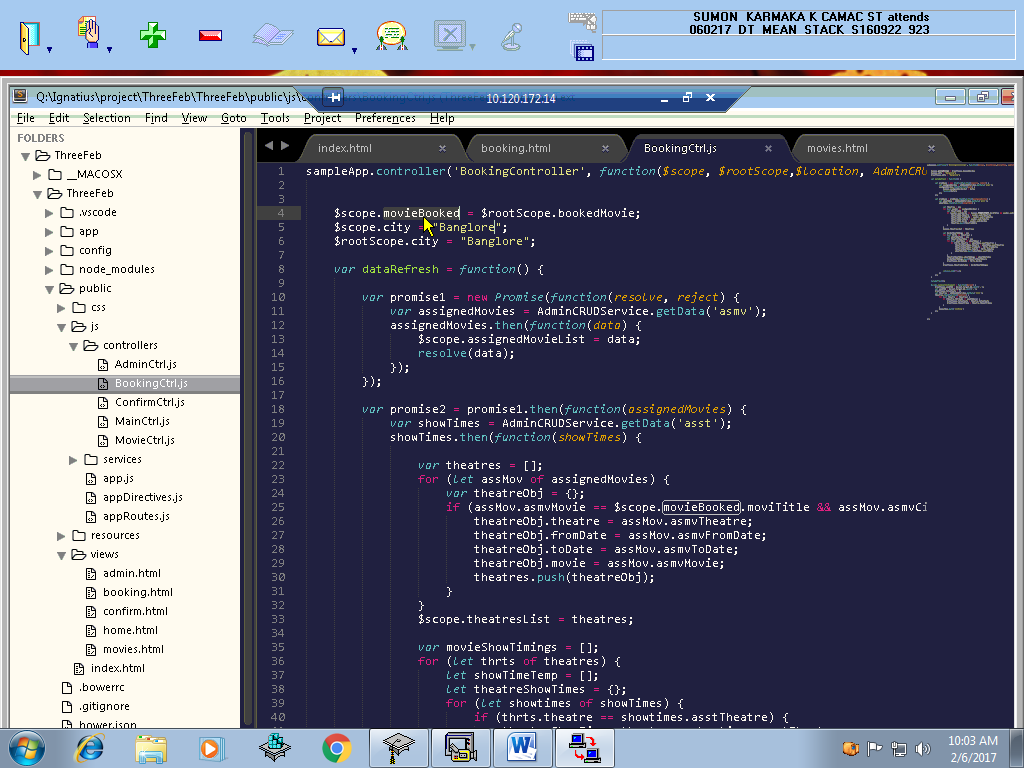 SUMON KARMAKA K CAMAC ST attends
060217 DT MEAN STACK S160922 923
Q:\Ignatius\project\ThreeFeb\ThreeFeb\public\js\
10.120.172.14
File Edit Selection Find View Goto Tools Project Preferences Help
FOLDERS
ThreeFeb
__MACOSX
ThreeFeb
.vscode
app
config
node_modules
public
css
js
controllers
AdminCtrl.js
BookingCtrl.js
ConfirmCtrl.js
MainCtrl.js
MovieCtrl.js
services
app.js
appDirectives.js
appRoutes.js
resources
views
admin.html
booking.html
confirm.html
home.html
movies.html
index.html
.bowerrc
.gitignore
bower.json
index.html × booking.html × BookingCtrl.js × movies.html ×
1 sampleApp.controller('BookingController', function($scope, $rootScope,$location, AdminCRU
2
3
4 $scope.movieBooked = $rootScope.bookedMovie;
5 $scope.city = "Banglore";
6 $rootScope.city = "Banglore";
7
8 var dataRefresh = function() {
9
10 var promise1 = new Promise(function(resolve, reject) {
11 var assignedMovies = AdminCRUDService.getData('asmv');
12 assignedMovies.then(function(data) {
13 $scope.assignedMovieList = data;
14 resolve(data);
15 });
16 });
17
18 var promise2 = promise1.then(function(assignedMovies) {
19 var showTimes = AdminCRUDService.getData('asst');
20 showTimes.then(function(showTimes) {
21
22 var theatres = [];
23 for (let assMov of assignedMovies) {
24 var theatreObj = {};
25 if (assMov.asmvMovie == $scope.movieBooked.moviTitle && assMov.asmvCi
26 theatreObj.theatre = assMov.asmvTheatre;
27 theatreObj.fromDate = assMov.asmvFromDate;
28 theatreObj.toDate = assMov.asmvToDate;
29 theatreObj.movie = assMov.asmvMovie;
30 theatres.push(theatreObj);
31 }
32 }
33 $scope.theatresList = theatres;
34
35 var movieShowTimings = [];
36 for (let thrts of theatres) {
37 let showTimeTemp = [];
38 let theatreShowTimes = {};
39 for (let showtimes of showTimes) {
40 if (thrts.theatre == showtimes.asstTheatre) {
10:03 AM
2/6/2017